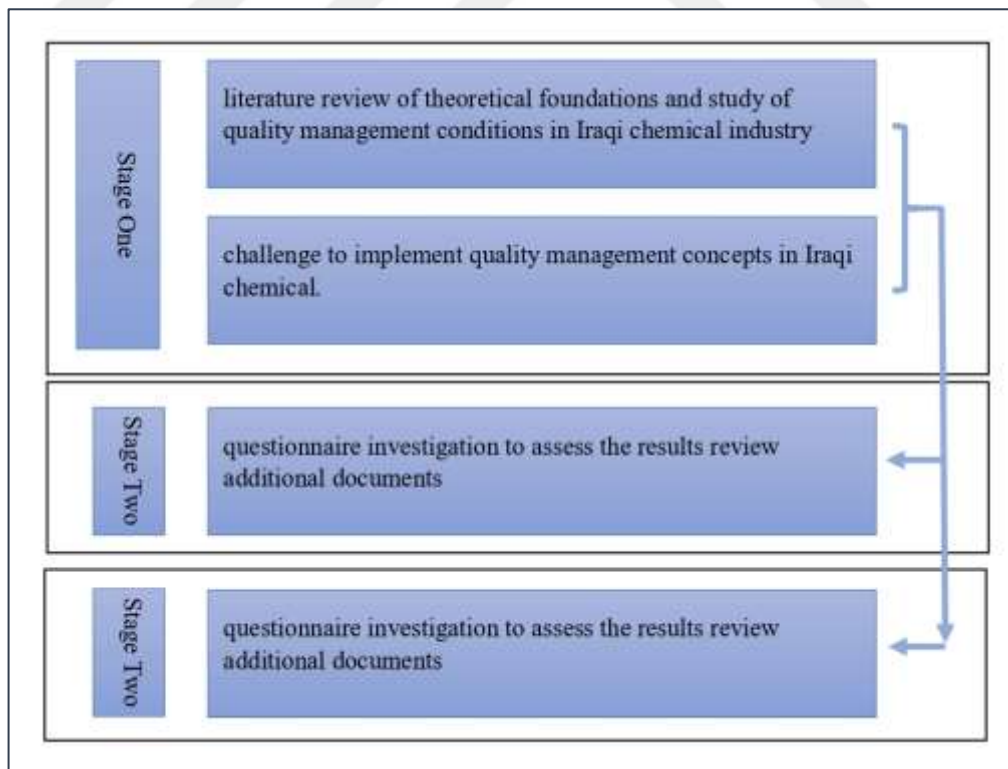 Stage One
literature review of theoretical foundations and study of
quality management conditions in Iraqi chemical industry
challenge to implement quality management concepts in Iraqi
chemical.
Stage Two
questionnaire investigation to assess the results review
additional documents
Stage Two
questionnaire investigation to assess the results review
additional documents